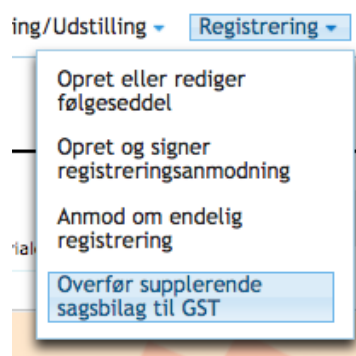 ing/Udstilling Registrering
Opret eller rediger
følgeseddel
Opret og signer
registreringsanmodning
Anmod om endelig
registrering
Overfør supplerende
sagsbilag til GST